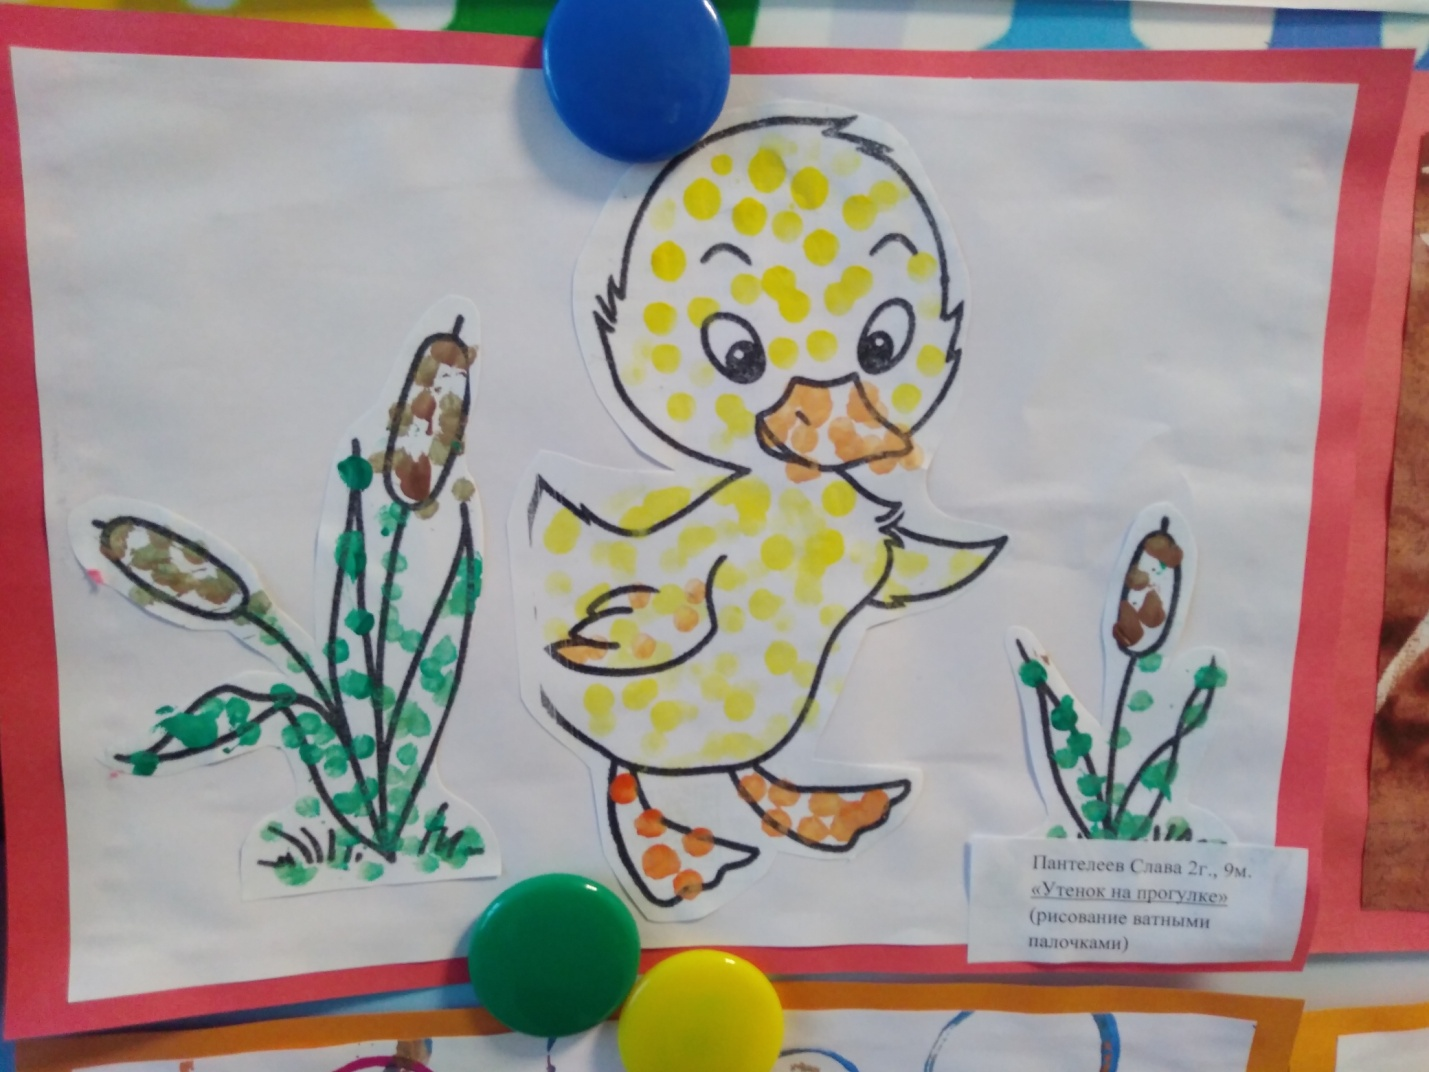 Пантелеев Слава 2г., 9м.
«Утенок на прогулке»
(рисование ватными
палочками)